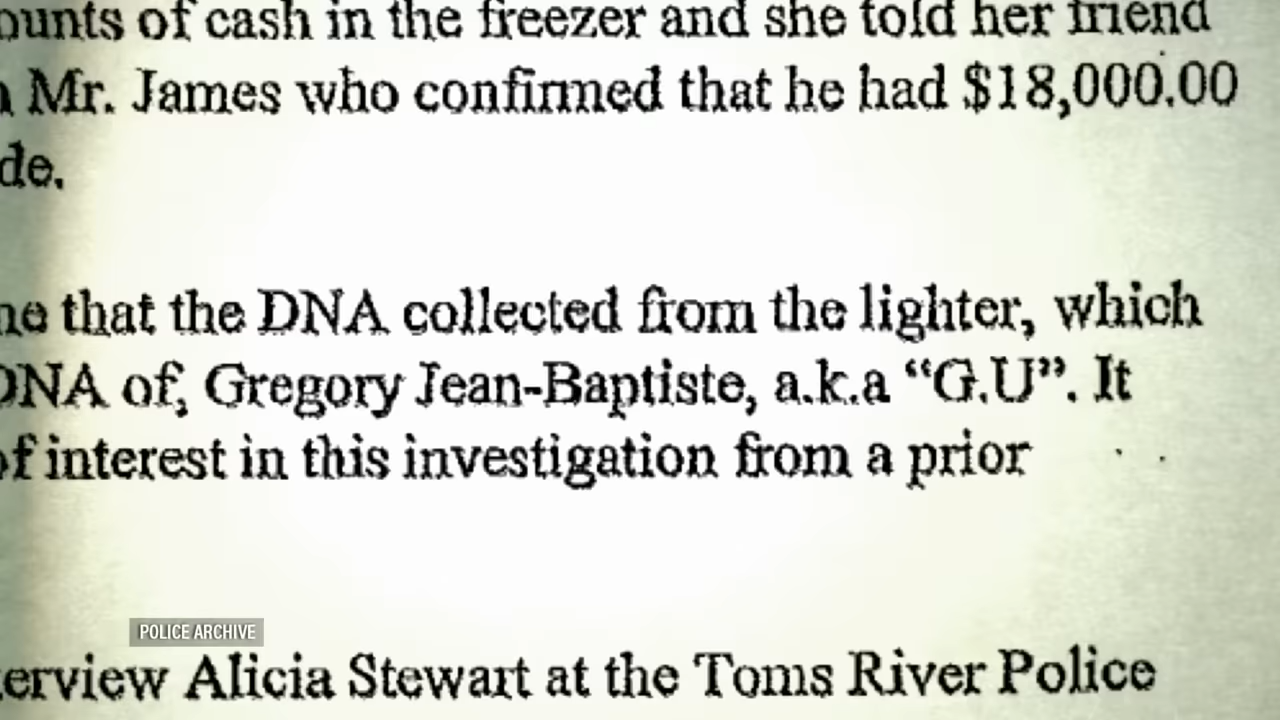 ounts of cash in the freezer and she told her friend
Mr. James who confirmed that he had $18,000.00
de.
that the DNA collected from the lighter, which
DNA of, Gregory Jean-Baptiste, a.k.a “G.U”. It
of interest in this investigation from a prior
POLICE ARCHIVE
erview Alicia Stewart at the Toms River Police